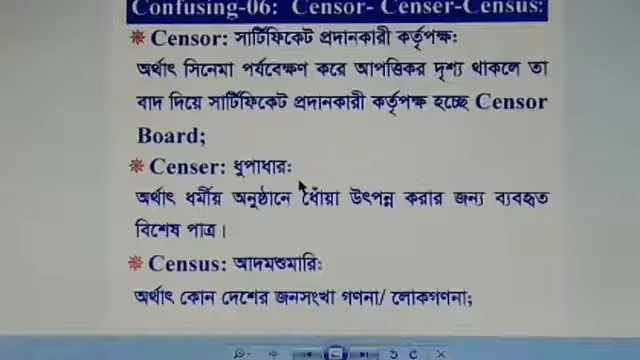 Confusing-06: Censor- Censer-Census:
❋ Censor: সার্টিফিকেট প্রদানকারী কর্তৃপক্ষ:
অর্থাৎ সিনেমা পর্যবেক্ষণ করে আপত্তিকর দৃশ্য থাকলে তা
বাদ দিয়ে সার্টিফিকেট প্রদানকারী কর্তৃপক্ষ হচ্ছে Censor
Board;
❋ Censer: ধুপাধার:
অর্থাৎ ধর্মীয় অনুষ্ঠানে ধোঁয়া উৎপন্ন করার জন্য ব্যবহৃত
বিশেষ পাত্র।
❋ Census: আদমশুমারি:
অর্থাৎ কোন দেশের জনসংখা গণনা/ লোকগণনা;